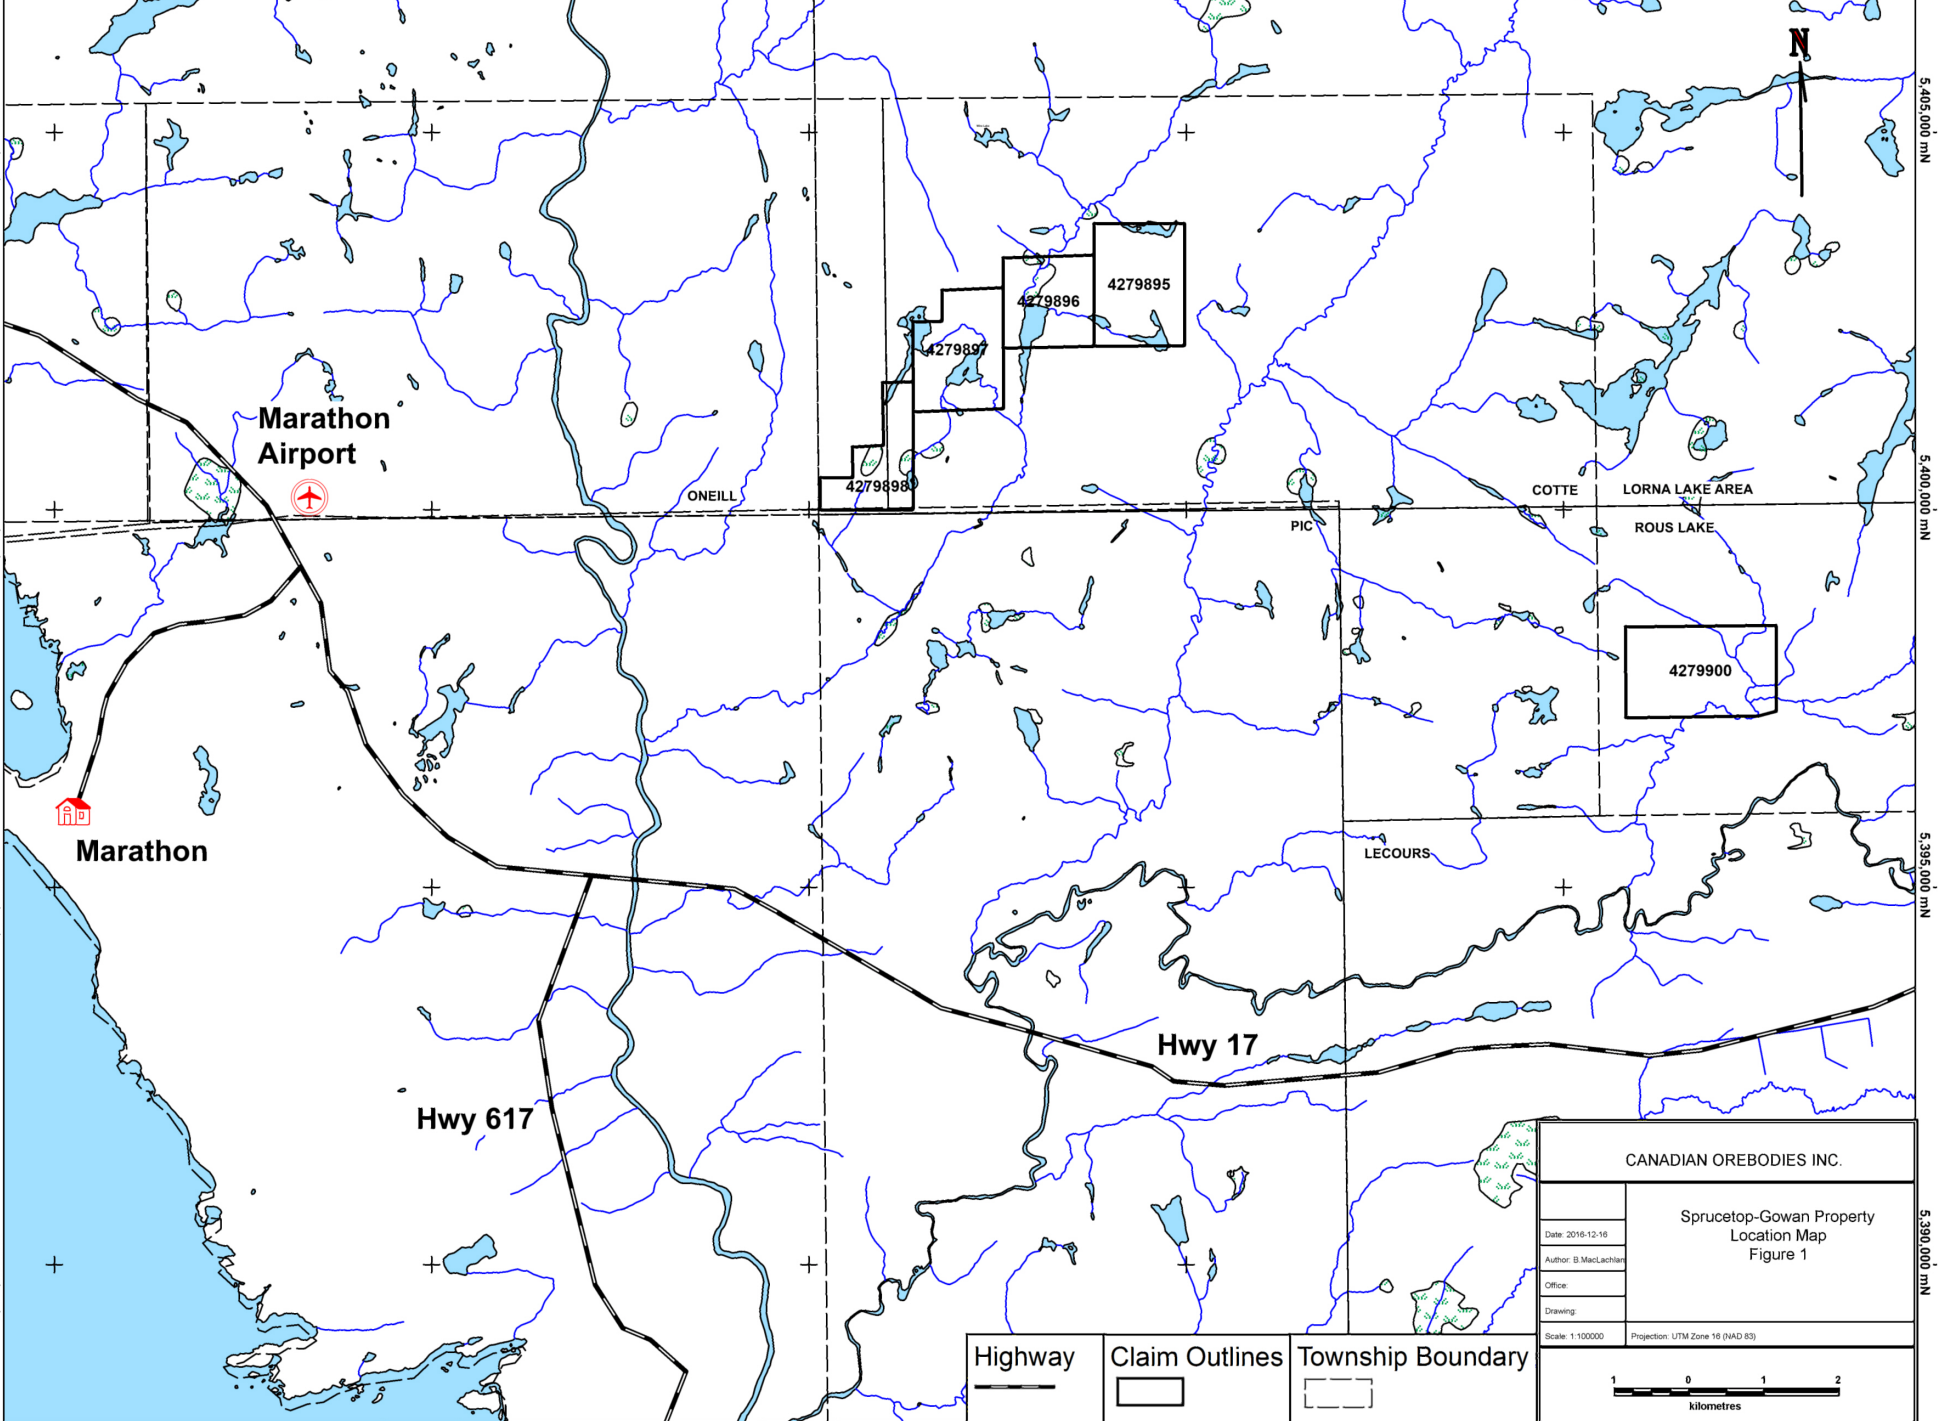 N
5,405,000 mN
4279895
4279896
4279897
Marathon
Airport
4279898
ONEILL
COTTE
LORNA LAKE AREA
5,400,000 mN
PIC
ROUS LAKE
4279900
Marathon
LECOURS
5,395,000 mN
Hwy 17
Hwy 617
CANADIAN OREBODIES INC.
Sprucetop-Gowan Property
Location Map
Figure 1
Date: 2016-12-16
Author: B.MacLachlan
Office:
Drawing:
Scale: 1:100000
Projection: UTM Zone 16 (NAD 83)
5,390,000 mN
Highway
Claim Outlines
Township Boundary
1 0 1 2
kilometres